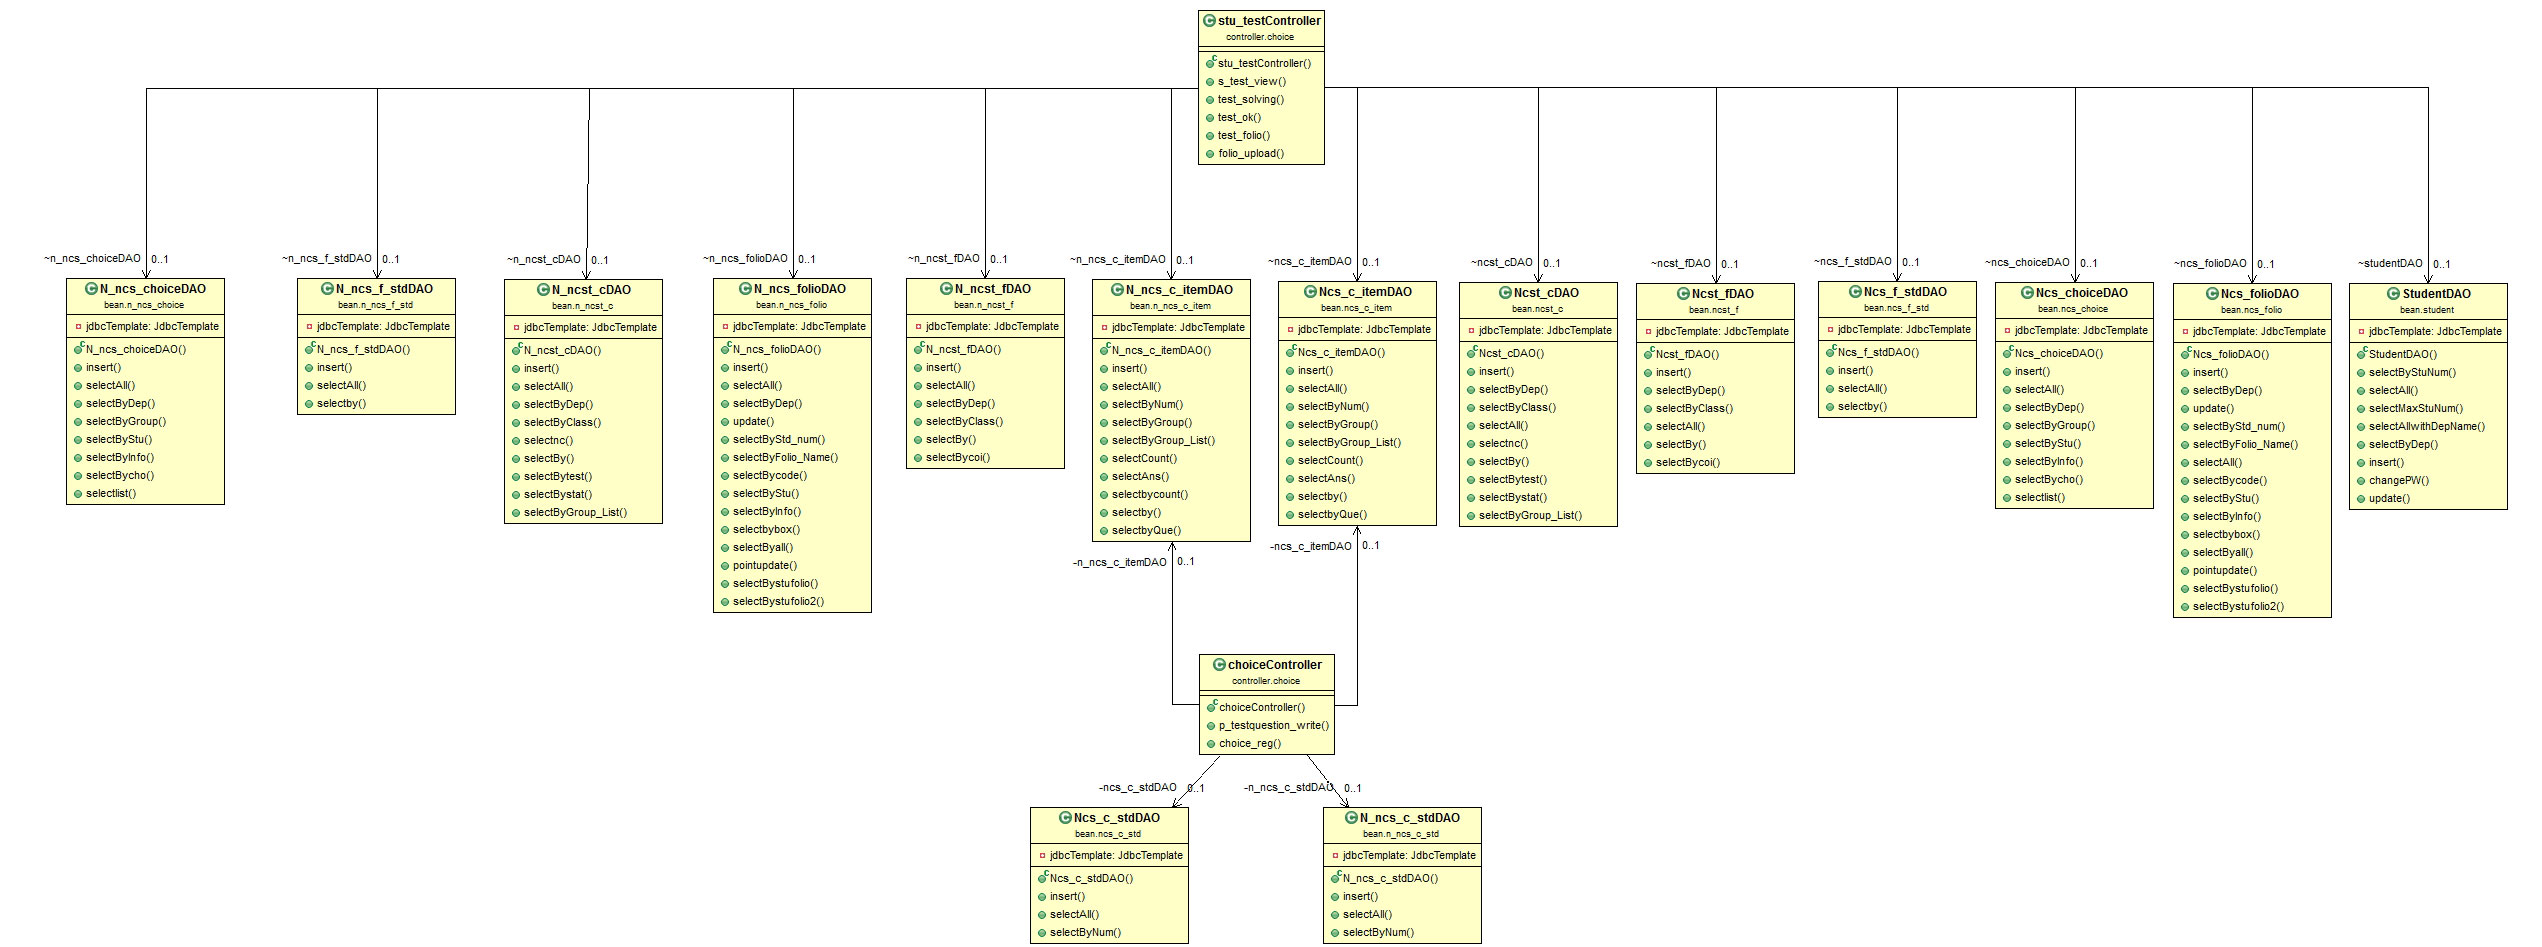 stu_testController
controller.choice
stu_testController()
s_test_view()
test_solving()
test_ok()
test_folio()
folio_upload()
~n_ncs_choiceDAO 0..1
N_ncs_choiceDAO
bean.n_ncs_choice
jdbcTemplate: JdbcTemplate
N_ncs_choiceDAO()
insert()
selectAll()
selectByDep()
selectByGroup()
selectByStu()
selectByInfo()
selectBycho()
selectlist()
~n_ncs_f_stdDAO 0..1
N_ncs_f_stdDAO
bean.n_ncs_f_std
jdbcTemplate: JdbcTemplate
N_ncs_f_stdDAO()
insert()
selectAll()
selectby()
~n_ncst_cDAO 0..1
N_ncst_cDAO
bean.n_ncst_c
jdbcTemplate: JdbcTemplate
N_ncst_cDAO()
insert()
selectAll()
selectByDep()
selectByClass()
selectnc()
selectBy()
selectBytest()
selectBystat()
selectByGroup_List()
~n_ncs_folioDAO 0..1
N_ncs_folioDAO
bean.n_ncs_folio
jdbcTemplate: JdbcTemplate
N_ncs_folioDAO()
insert()
selectAll()
selectByDep()
update()
selectByStd_num()
selectByFolio_Name()
selectBycode()
selectByStu()
selectByInfo()
selectbybox()
selectByall()
pointupdate()
selectBystufolio()
selectBystufolio2()
~n_ncst_fDAO 0..1
N_ncst_fDAO
bean.n_ncst_f
jdbcTemplate: JdbcTemplate
N_ncst_fDAO()
insert()
selectAll()
selectByDep()
selectByClass()
selectBy()
selectBycoi()
~n_ncs_c_itemDAO 0..1
N_ncs_c_itemDAO
bean.n_ncs_c_item
jdbcTemplate: JdbcTemplate
N_ncs_c_itemDAO()
insert()
selectAll()
selectByNum()
selectByGroup()
selectByGroup_List()
selectCount()
selectAns()
selectbycount()
selectby()
selectbyQue()
~ncs_c_itemDAO 0..1
Ncs_c_itemDAO
bean.ncs_c_item
jdbcTemplate: JdbcTemplate
Ncs_c_itemDAO()
insert()
selectAll()
selectByNum()
selectByGroup()
selectByGroup_List()
selectCount()
selectAns()
selectby()
selectbyQue()
~ncst_cDAO 0..1
Ncst_cDAO
bean.ncst_c
jdbcTemplate: JdbcTemplate
Ncst_cDAO()
insert()
selectByDep()
selectByClass()
selectAll()
selectnc()
selectBy()
selectBytest()
selectBystat()
selectByGroup_List()
~ncst_fDAO 0..1
Ncst_fDAO
bean.ncst_f
jdbcTemplate: JdbcTemplate
Ncst_fDAO()
insert()
selectByDep()
selectByClass()
selectAll()
selectBy()
selectBycoi()
~ncs_f_stdDAO 0..1
Ncs_f_stdDAO
bean.ncs_f_std
jdbcTemplate: JdbcTemplate
Ncs_f_stdDAO()
insert()
selectAll()
selectby()
~ncs_choiceDAO 0..1
Ncs_choiceDAO
bean.ncs_choice
jdbcTemplate: JdbcTemplate
Ncs_choiceDAO()
insert()
selectAll()
selectByDep()
selectByGroup()
selectByStu()
selectByInfo()
selectBycho()
selectlist()
~ncs_folioDAO 0..1
Ncs_folioDAO
bean.ncs_folio
jdbcTemplate: JdbcTemplate
Ncs_folioDAO()
insert()
selectByDep()
update()
selectByStd_num()
selectByFolio_Name()
selectAll()
selectBycode()
selectByStu()
selectByInfo()
selectbybox()
selectByall()
pointupdate()
selectBystufolio()
selectBystufolio2()
~studentDAO 0..1
StudentDAO
bean.student
jdbcTemplate: JdbcTemplate
StudentDAO()
selectByStuNum()
selectAll()
selectMaxStuNum()
selectAllwithDepName()
selectByDep()
insert()
changePW()
update()
-n_ncs_c_itemDAO 0..1
-ncs_c_itemDAO 0..1
choiceController
controller.choice
choiceController()
p_testquestion_write()
choice_reg()
-ncs_c_stdDAO 0..1
-n_ncs_c_stdDAO 0..1
Ncs_c_stdDAO
bean.ncs_c_std
jdbcTemplate: JdbcTemplate
Ncs_c_stdDAO()
insert()
selectAll()
selectByNum()
N_ncs_c_stdDAO
bean.n_ncs_c_std
jdbcTemplate: JdbcTemplate
N_ncs_c_stdDAO()
insert()
selectAll()
selectByNum()